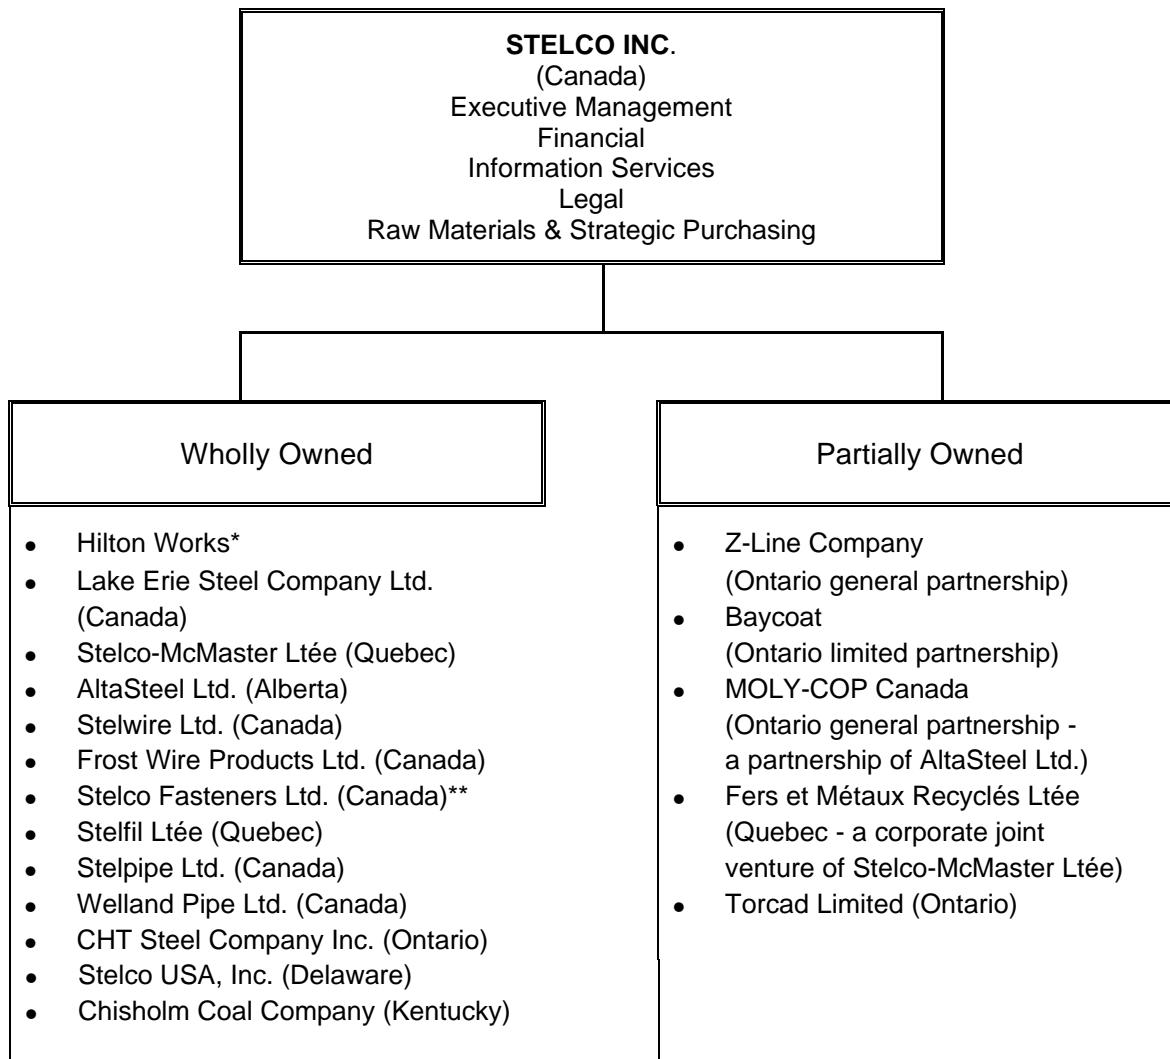 STELCO INC.
(Canada)
Executive Management
Financial
Information Services
Legal
Raw Materials & Strategic Purchasing
Wholly Owned
● Hilton Works*
● Lake Erie Steel Company Ltd.
(Canada)
● Stelco-McMaster Ltée (Quebec)
● AltaSteel Ltd. (Alberta)
● Stelwire Ltd. (Canada)
● Frost Wire Products Ltd. (Canada)
● Stelco Fasteners Ltd. (Canada)**
● Stelfil Ltée (Quebec)
● Stelpipe Ltd. (Canada)
● Welland Pipe Ltd. (Canada)
● CHT Steel Company Inc. (Ontario)
● Stelco USA, Inc. (Delaware)
● Chisholm Coal Company (Kentucky)
Partially Owned
● Z-Line Company
(Ontario general partnership)
● Baycoat
(Ontario limited partnership)
● MOLY-COP Canada
(Ontario general partnership -
a partnership of AltaSteel Ltd.)
● Fers et Métaux Recyclés Ltée
(Quebec - a corporate joint
venture of Stelco-McMaster Ltée)
● Torcad Limited (Ontario)